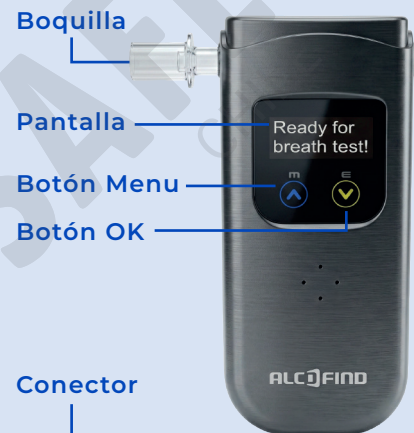 Boquilla
Pantalla
Ready for
breath test!
m
E
Botón Menu
Botón OK
ALCOFIND
Conector